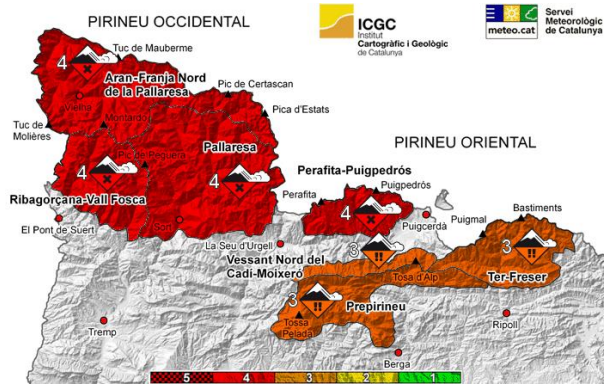 PIRINEU OCCIDENTAL
ICGC
Institut
Cartogràfic i Geològic
de Catalunya
meteo.cat
Servei
Meteorològic
de Catalunya
Tuc de Mauberme
4
Aran-Franja Nord
de la Pallaresa
Pic de Certascan
Vielha
Pica d'Estats
Montardo
Tuc de
Molières
Pallaresa
PIRINEU ORIENTAL
Pic de Peguera
4
4
Perafita-Puigpedrós
Perafita
Puigpedrós
4
Ribagorçana-Vall Fosca
El Pont de Suert
Sort
Puigcerdà
Bastiments
Puigmal
La Seu d'Urgell
3
3
Vessant Nord del
Cadí-Moixeró
Tosa d'Alp
Ter-Freser
3
Prepirineu
Tossa
Pelada
Tremp
Ripoll
Berga
5
4
3
2
1